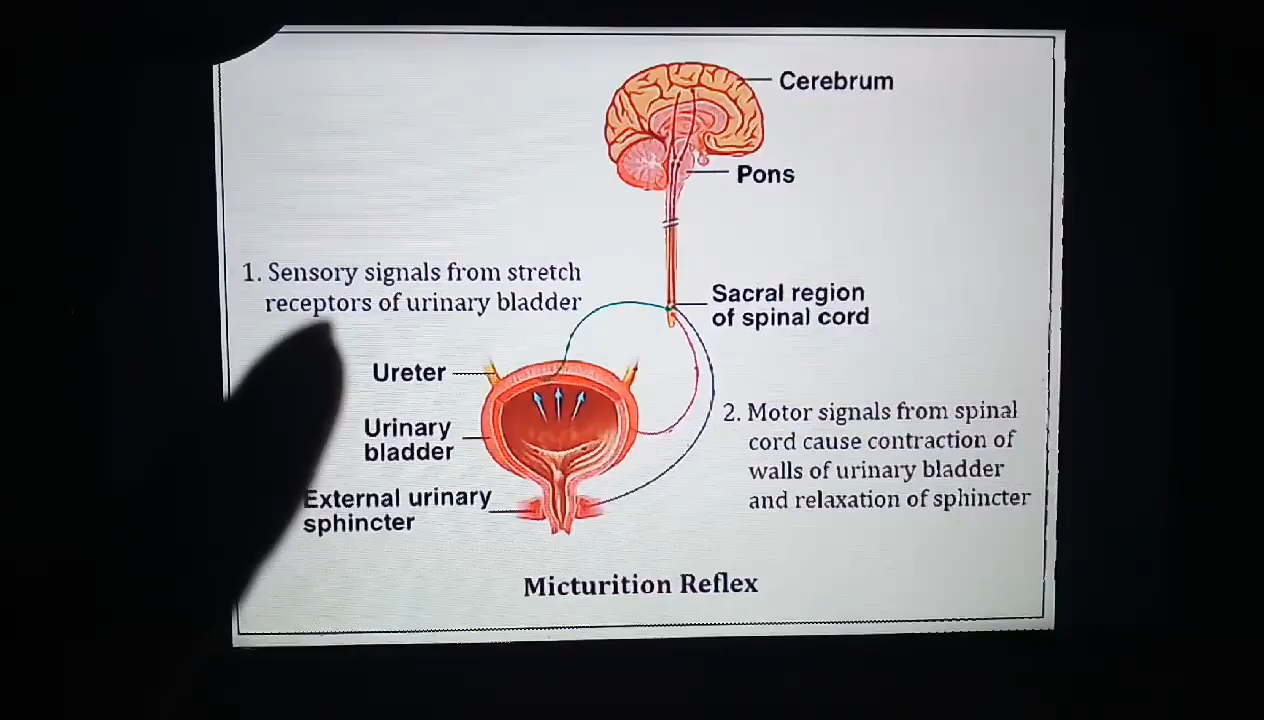 Cerebrum
Pons
1. Sensory signals from stretch
receptors of urinary bladder
Sacral region
of spinal cord
Ureter
Urinary
bladder
2. Motor signals from spinal
cord cause contraction of
walls of urinary bladder
and relaxation of sphincter
External urinary
sphincter
Micturition Reflex